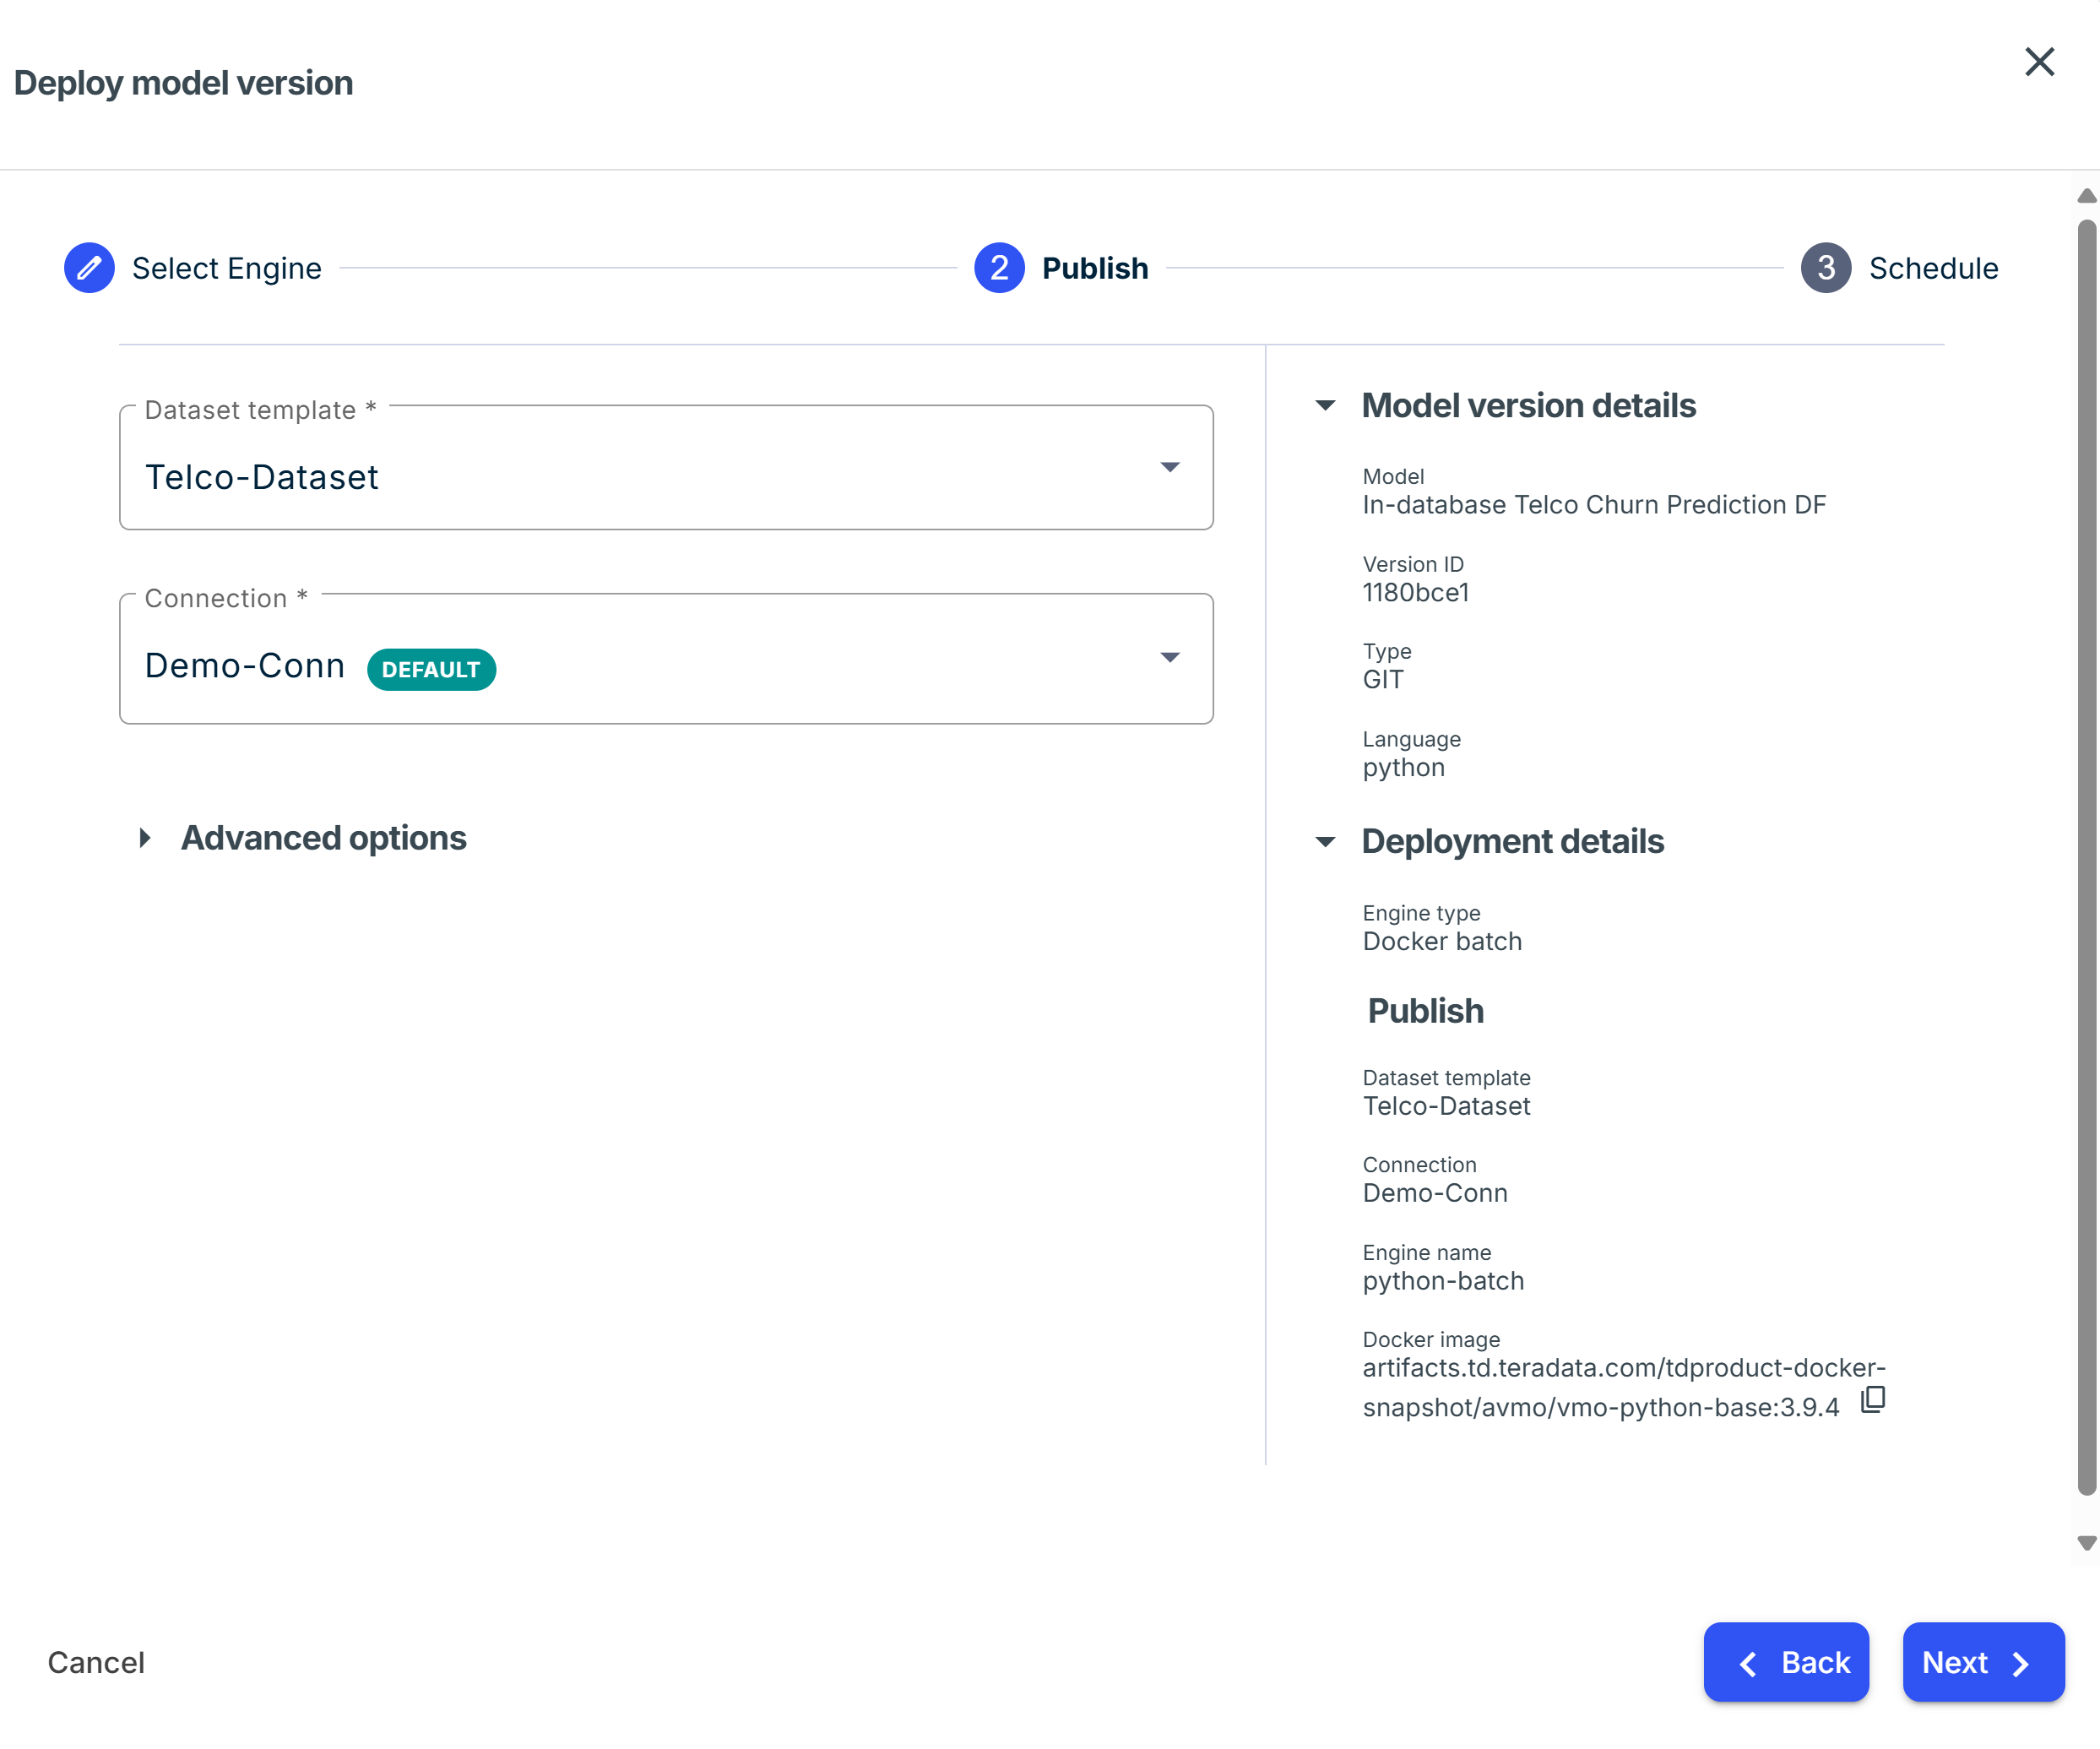 Deploy model version
Select Engine
2 Publish
3 Schedule
Dataset template *
Telco-Dataset
Connection *
Demo-Conn DEFAULT
Advanced options
Model version details
Model
In-database Telco Churn Prediction DF
Version ID
1180bce1
Type
GIT
Language
python
Deployment details
Engine type
Docker batch
Publish
Dataset template
Telco-Dataset
Connection
Demo-Conn
Engine name
python-batch
Docker image
artifacts.td.teradata.com/tdproduct-docker-
snapshot/avmo/vmo-python-base:3.9.4
Cancel
Back
Next